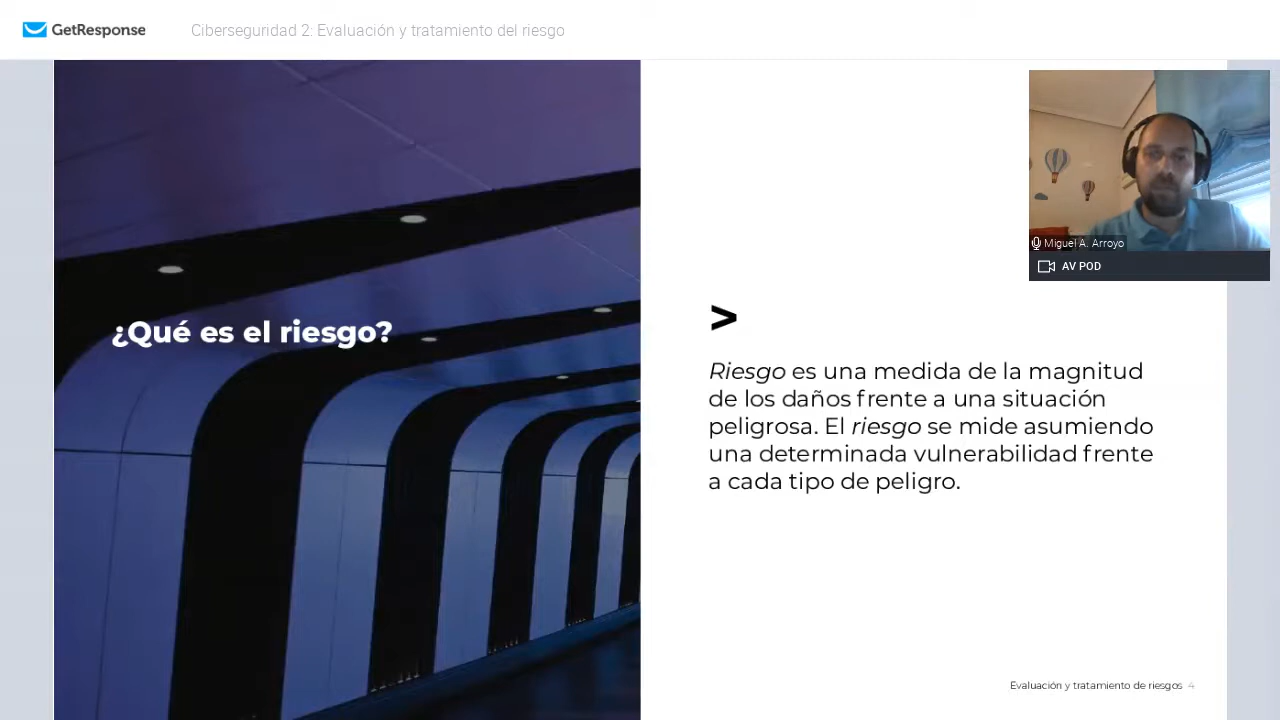 GetResponse
Ciberseguridad 2: Evaluación y tratamiento del riesgo
Miguel A. Arroyo
AV POD
¿Qué es el riesgo?
>
Riesgo es una medida de la magnitud
de los daños frente a una situación
peligrosa. El riesgo se mide asumiendo
una determinada vulnerabilidad frente
a cada tipo de peligro.
Evaluación y tratamiento de riesgos 4